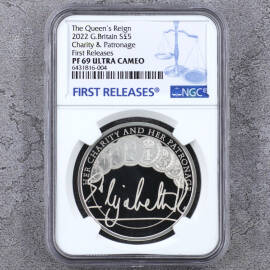 The Queen's Reign
2022 G.Britain S£5
Charity & Patronage
First Releases
PF 69 ULTRA CAMEO
6431816-004
FIRST RELEASES®
NGC
HER CHARITY AND HER PATRONAGE
Elizabeth R